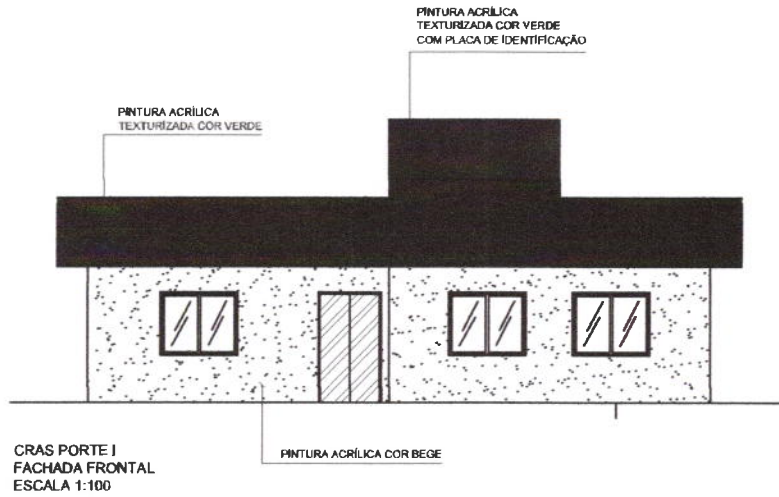 PINTURA ACRÍLICA
TEXTURIZADA COR VERDE
COM PLACA DE IDENTIFICAÇÃO
PINTURA ACRÍLICA
TEXTURIZADA COR VERDE
PINTURA ACRÍLICA COR BEGE
CRAS PORTE I
FACHADA FRONTAL
ESCALA 1:100